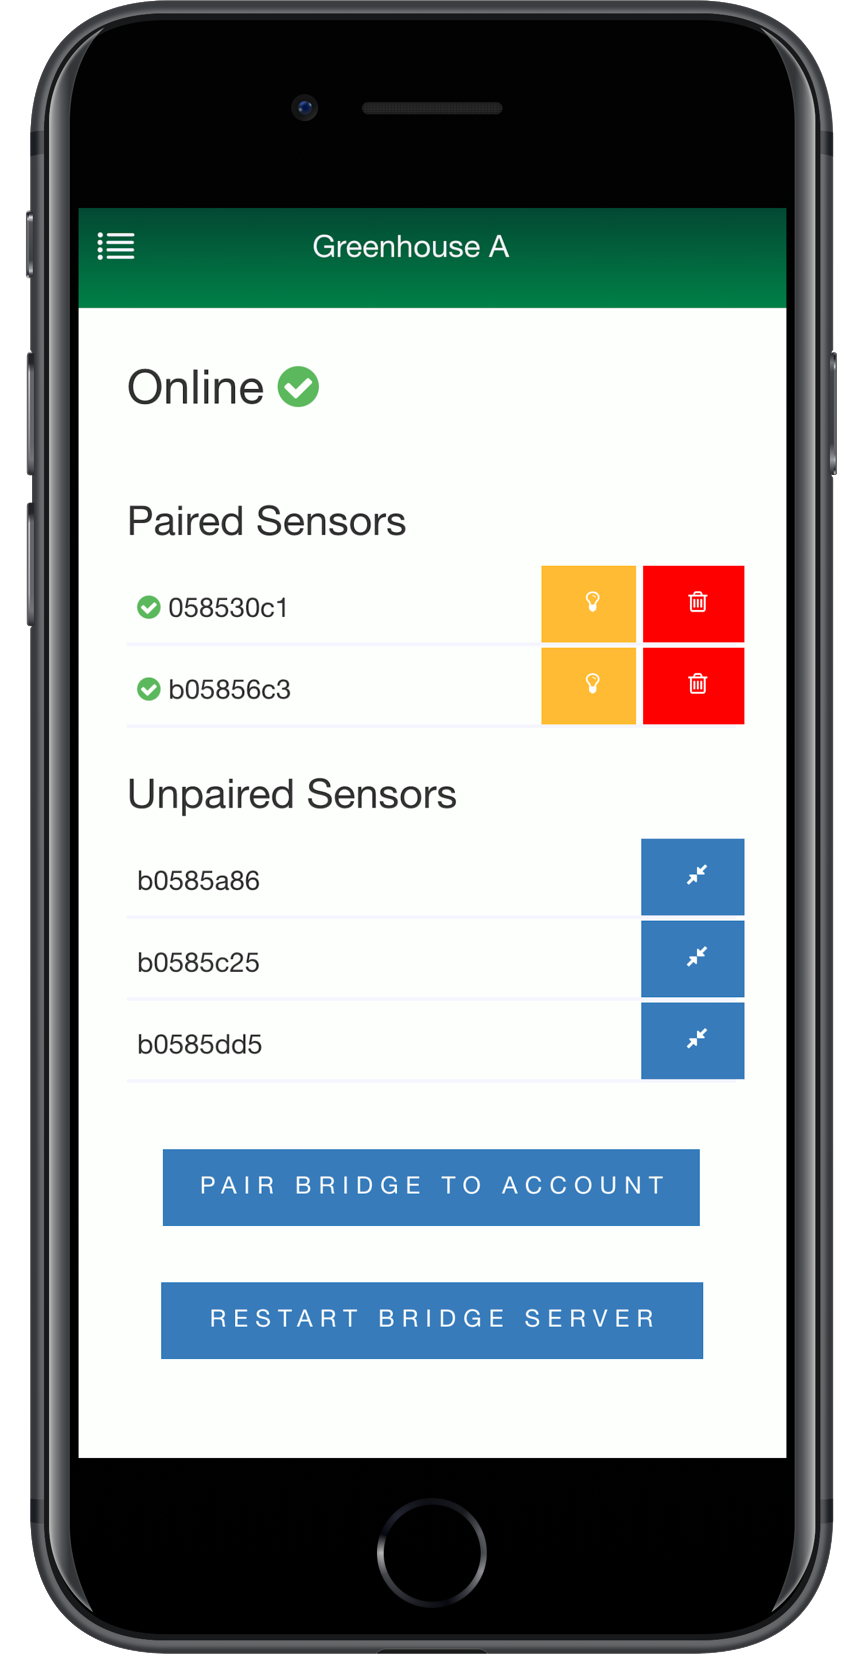 Greenhouse A
Online
Paired Sensors
058530c1
b05856c3
Unpaired Sensors
b0585a86
b0585c25
b0585dd5
PAIR BRIDGE TO ACCOUNT
RESTART BRIDGE SERVER